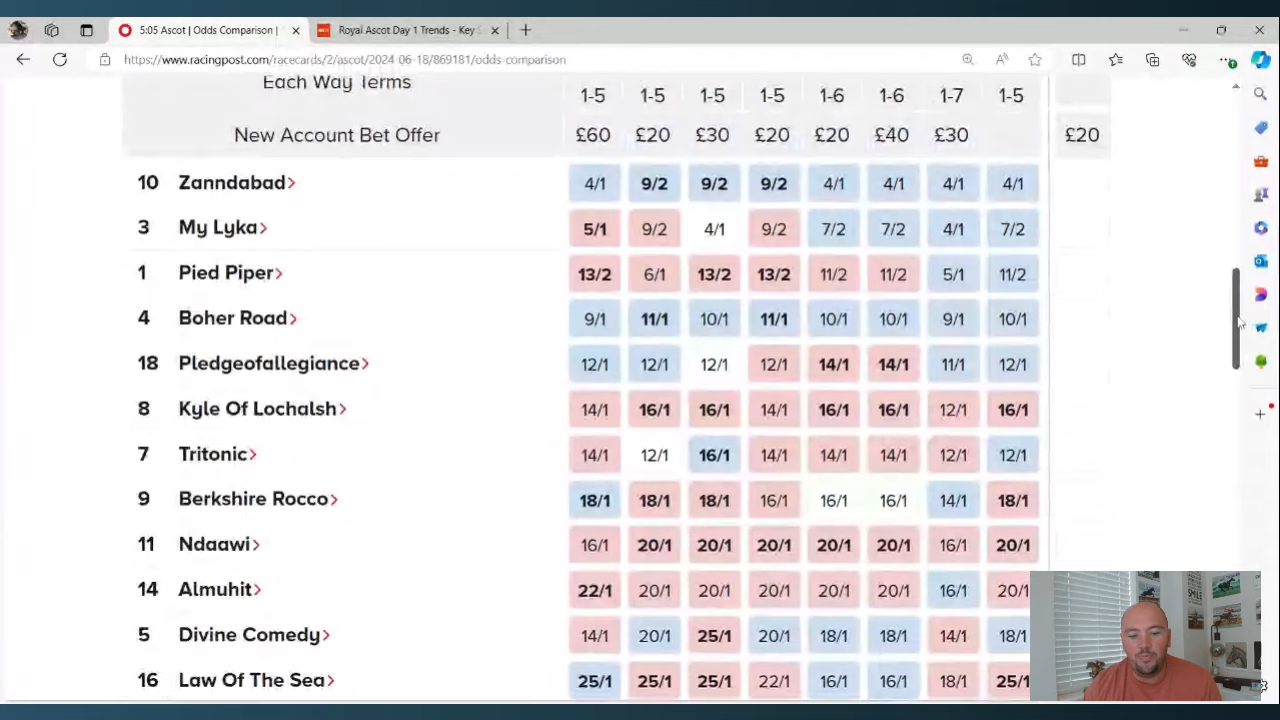 5:05 Ascot | Odds Comparison |
Royal Ascot Day 1 Trends - Key
https://www.racingpost.com/racecards/2/ascot/2024-06-18/869181/odds-comparison
Each Way Terms 1-5 1-5 1-5 1-5 1-6 1-6 1-7 1-5
New Account Bet Offer £60 £20 £30 £20 £20 £40 £30 £20
10 Zanndabad 4/1 9/2 9/2 9/2 4/1 4/1 4/1 4/1
3 My Lyka 5/1 9/2 4/1 9/2 7/2 7/2 4/1 7/2
1 Pied Piper 13/2 6/1 13/2 13/2 11/2 11/2 5/1 11/2
4 Boher Road 9/1 11/1 10/1 11/1 10/1 10/1 9/1 10/1
18 Pledgeofallegiance 12/1 12/1 12/1 12/1 14/1 14/1 11/1 12/1
8 Kyle Of Lochalsh 14/1 16/1 16/1 14/1 16/1 16/1 12/1 16/1
7 Tritonic 14/1 12/1 16/1 14/1 14/1 14/1 12/1 12/1
9 Berkshire Rocco 18/1 18/1 18/1 16/1 16/1 16/1 14/1 18/1
11 Ndaawi 16/1 20/1 20/1 20/1 20/1 20/1 16/1 20/1
14 Almuhit 22/1 20/1 20/1 20/1 20/1 20/1 16/1 20/1
5 Divine Comedy 14/1 20/1 25/1 20/1 18/1 18/1 14/1 18/1
16 Law Of The Sea 25/1 25/1 25/1 22/1 16/1 16/1 18/1 25/1